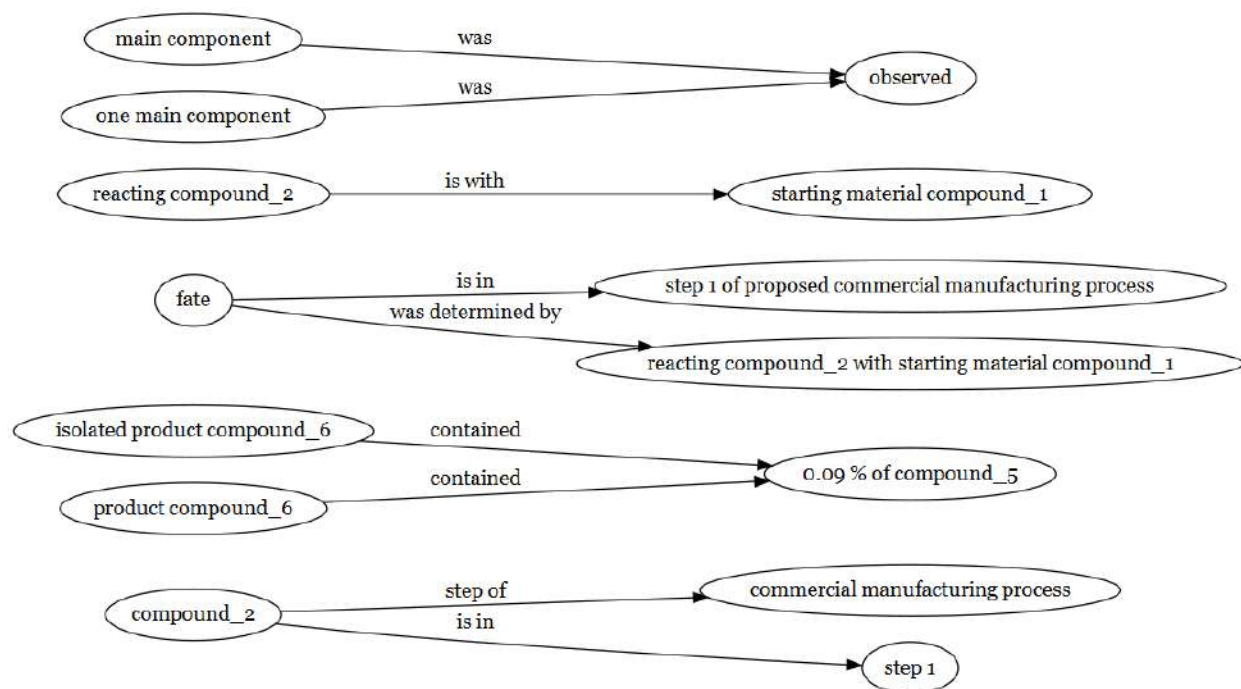 main component
was
observed
was
one main component
reacting compound_2
is with
starting material compound_1
fate
is in
step 1 of proposed commercial manufacturing process
was determined by
reacting compound_2 with starting material compound_1
isolated product compound_6
contained
0.09 % of compound_5
contained
product compound_6
compound_2
step of
commercial manufacturing process
is in
step 1